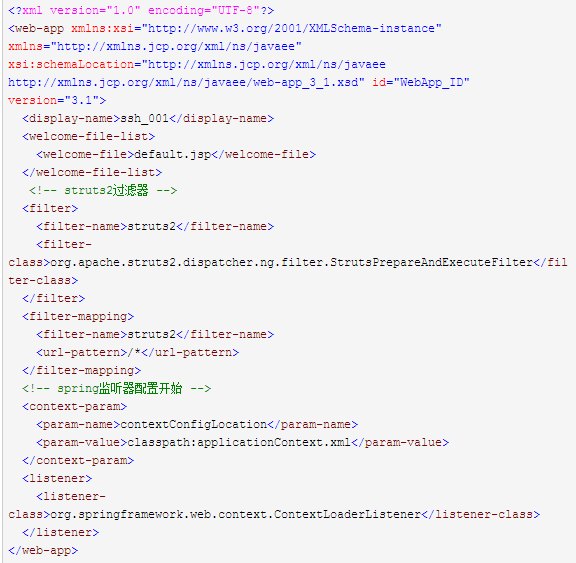 <?xml version="1.0" encoding="UTF-8"?>
<web-app xmlns:xsi="http://www.w3.org/2001/XMLSchema-instance"
xmlns="http://xmlns.jcp.org/xml/ns/javaee"
xsi:schemaLocation="http://xmlns.jcp.org/xml/ns/javaee
http://xmlns.jcp.org/xml/ns/javaee/web-app_3_1.xsd" id="WebApp_ID"
version="3.1">
  <display-name>ssh_001</display-name>
  <welcome-file-list>
    <welcome-file>default.jsp</welcome-file>
  </welcome-file-list>
   <!-- struts2过滤器 -->
  <filter>
    <filter-name>struts2</filter-name>
    <filter-
class>org.apache.struts2.dispatcher.ng.filter.StrutsPrepareAndExecuteFilter</fil
ter-class>
  </filter>
  <filter-mapping>
    <filter-name>struts2</filter-name>
    <url-pattern>/*</url-pattern>
  </filter-mapping>
  <!-- spring监听器配置开始 -->
  <context-param>
    <param-name>contextConfigLocation</param-name>
    <param-value>classpath:applicationContext.xml</param-value>
  </context-param>
  <listener>
    <listener-
class>org.springframework.web.context.ContextLoaderListener</listener-class>
  </listener>
</web-app>